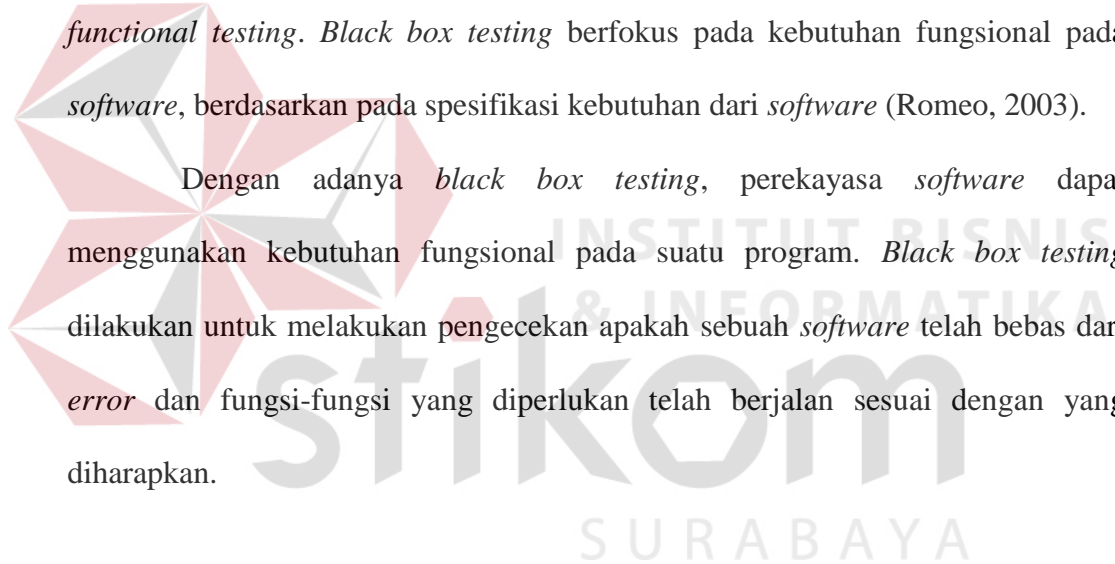 functional testing. Black box testing berfokus pada kebutuhan fungsional pada
software, berdasarkan pada spesifikasi kebutuhan dari software (Romeo, 2003).
Dengan adanya black box testing, perekayasa software dapa
menggunakan kebutuhan fungsional pada suatu program. Black box testing
dilakukan untuk melakukan pengecekan apakah sebuah software telah bebas dar
error dan fungsi-fungsi yang diperlukan telah berjalan sesuai dengan yang
diharapkan.
INSTITUT BISNIS
& INFORMATIKA
stikom
SURABAYA